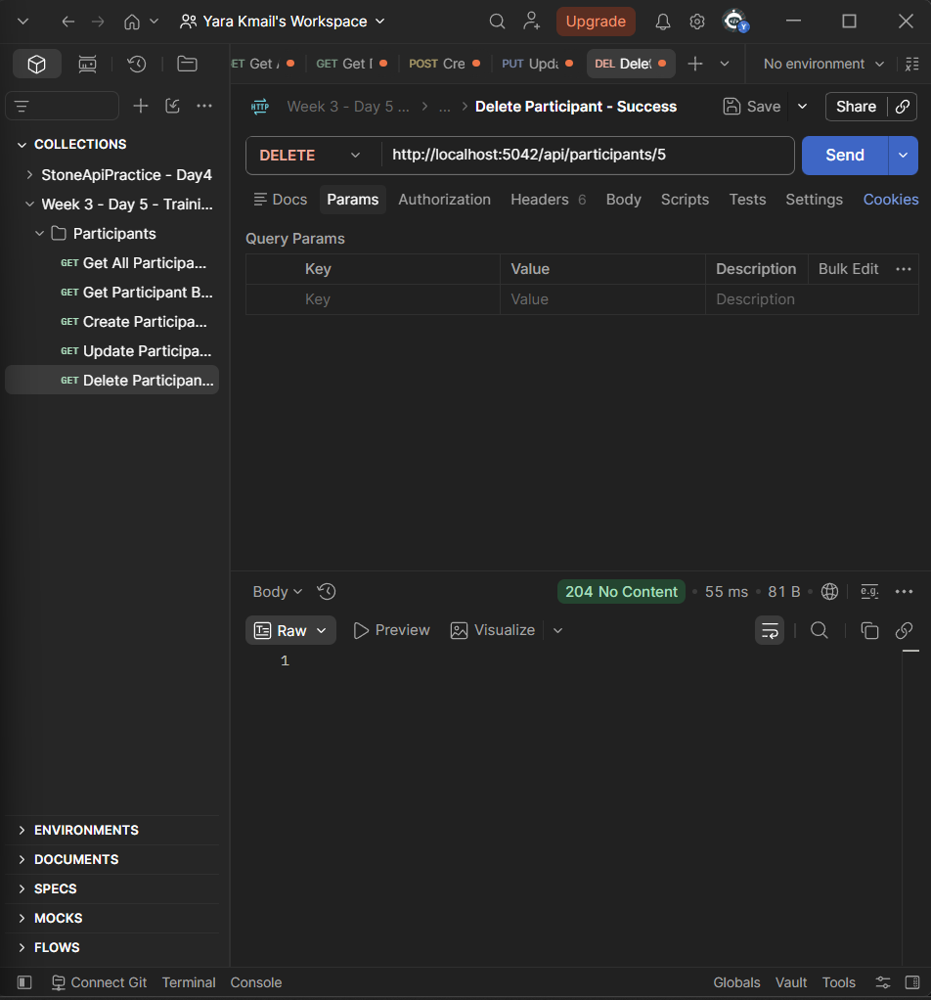 Yara Kmail's Workspace
Upgrade
Y
ET Get
GET Get
POST Cre
PUT Upda
DEL Delet
No environment
HTTP
Week 3 - Day 5 ... > ... > Delete Participant - Success
Save
Share
COLLECTIONS
StoneApiPractice - Day4
Week 3 - Day 5 - Traini...
Participants
GET Get All Participa...
GET Get Participant B...
GET Create Participa...
GET Update Participa...
GET Delete Participan...
DELETE
http://localhost:5042/api/participants/5
Send
Docs Params Authorization Headers 6 Body Scripts Tests Settings Cookies
Query Params
Key Value Description Bulk Edit
Key Value Description
Body
204 No Content • 55 ms • 81 B •
e.g.
Raw Preview Visualize
1
ENVIRONMENTS
DOCUMENTS
SPECS
MOCKS
FLOWS
Connect Git Terminal Console
Globals Vault Tools